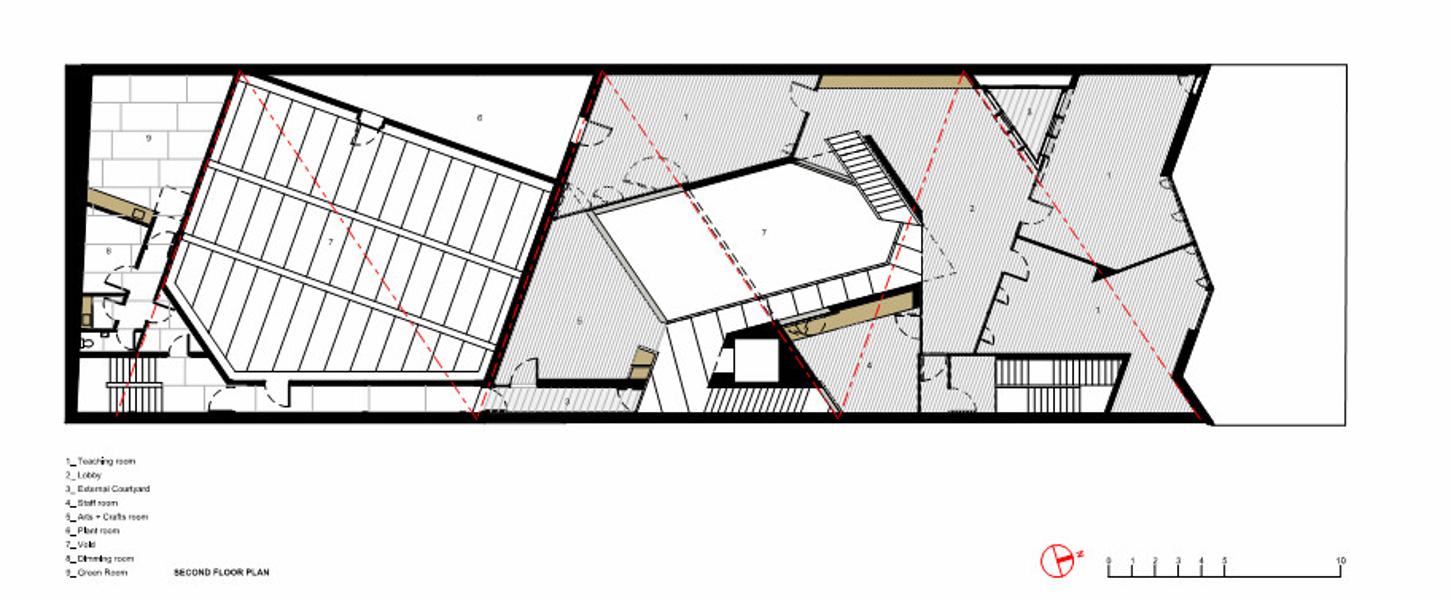 6
1
9
3
1
2
7
7
8
5
1
4
3
1_ Teaching room
2_ Lobby
3_ External Courtyard
4_ Staff room
5_ Arts + Crafts room
6_ Plant room
7_ Void
8_ Dimming room
9_ Green Room
SECOND FLOOR PLAN
N
0 1 2 3 4 5 10